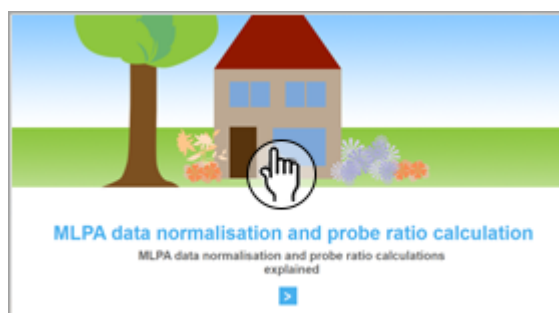 MLPA data normalisation and probe ratio calculation
MLPA data normalisation and probe ratio calculations
explained
>